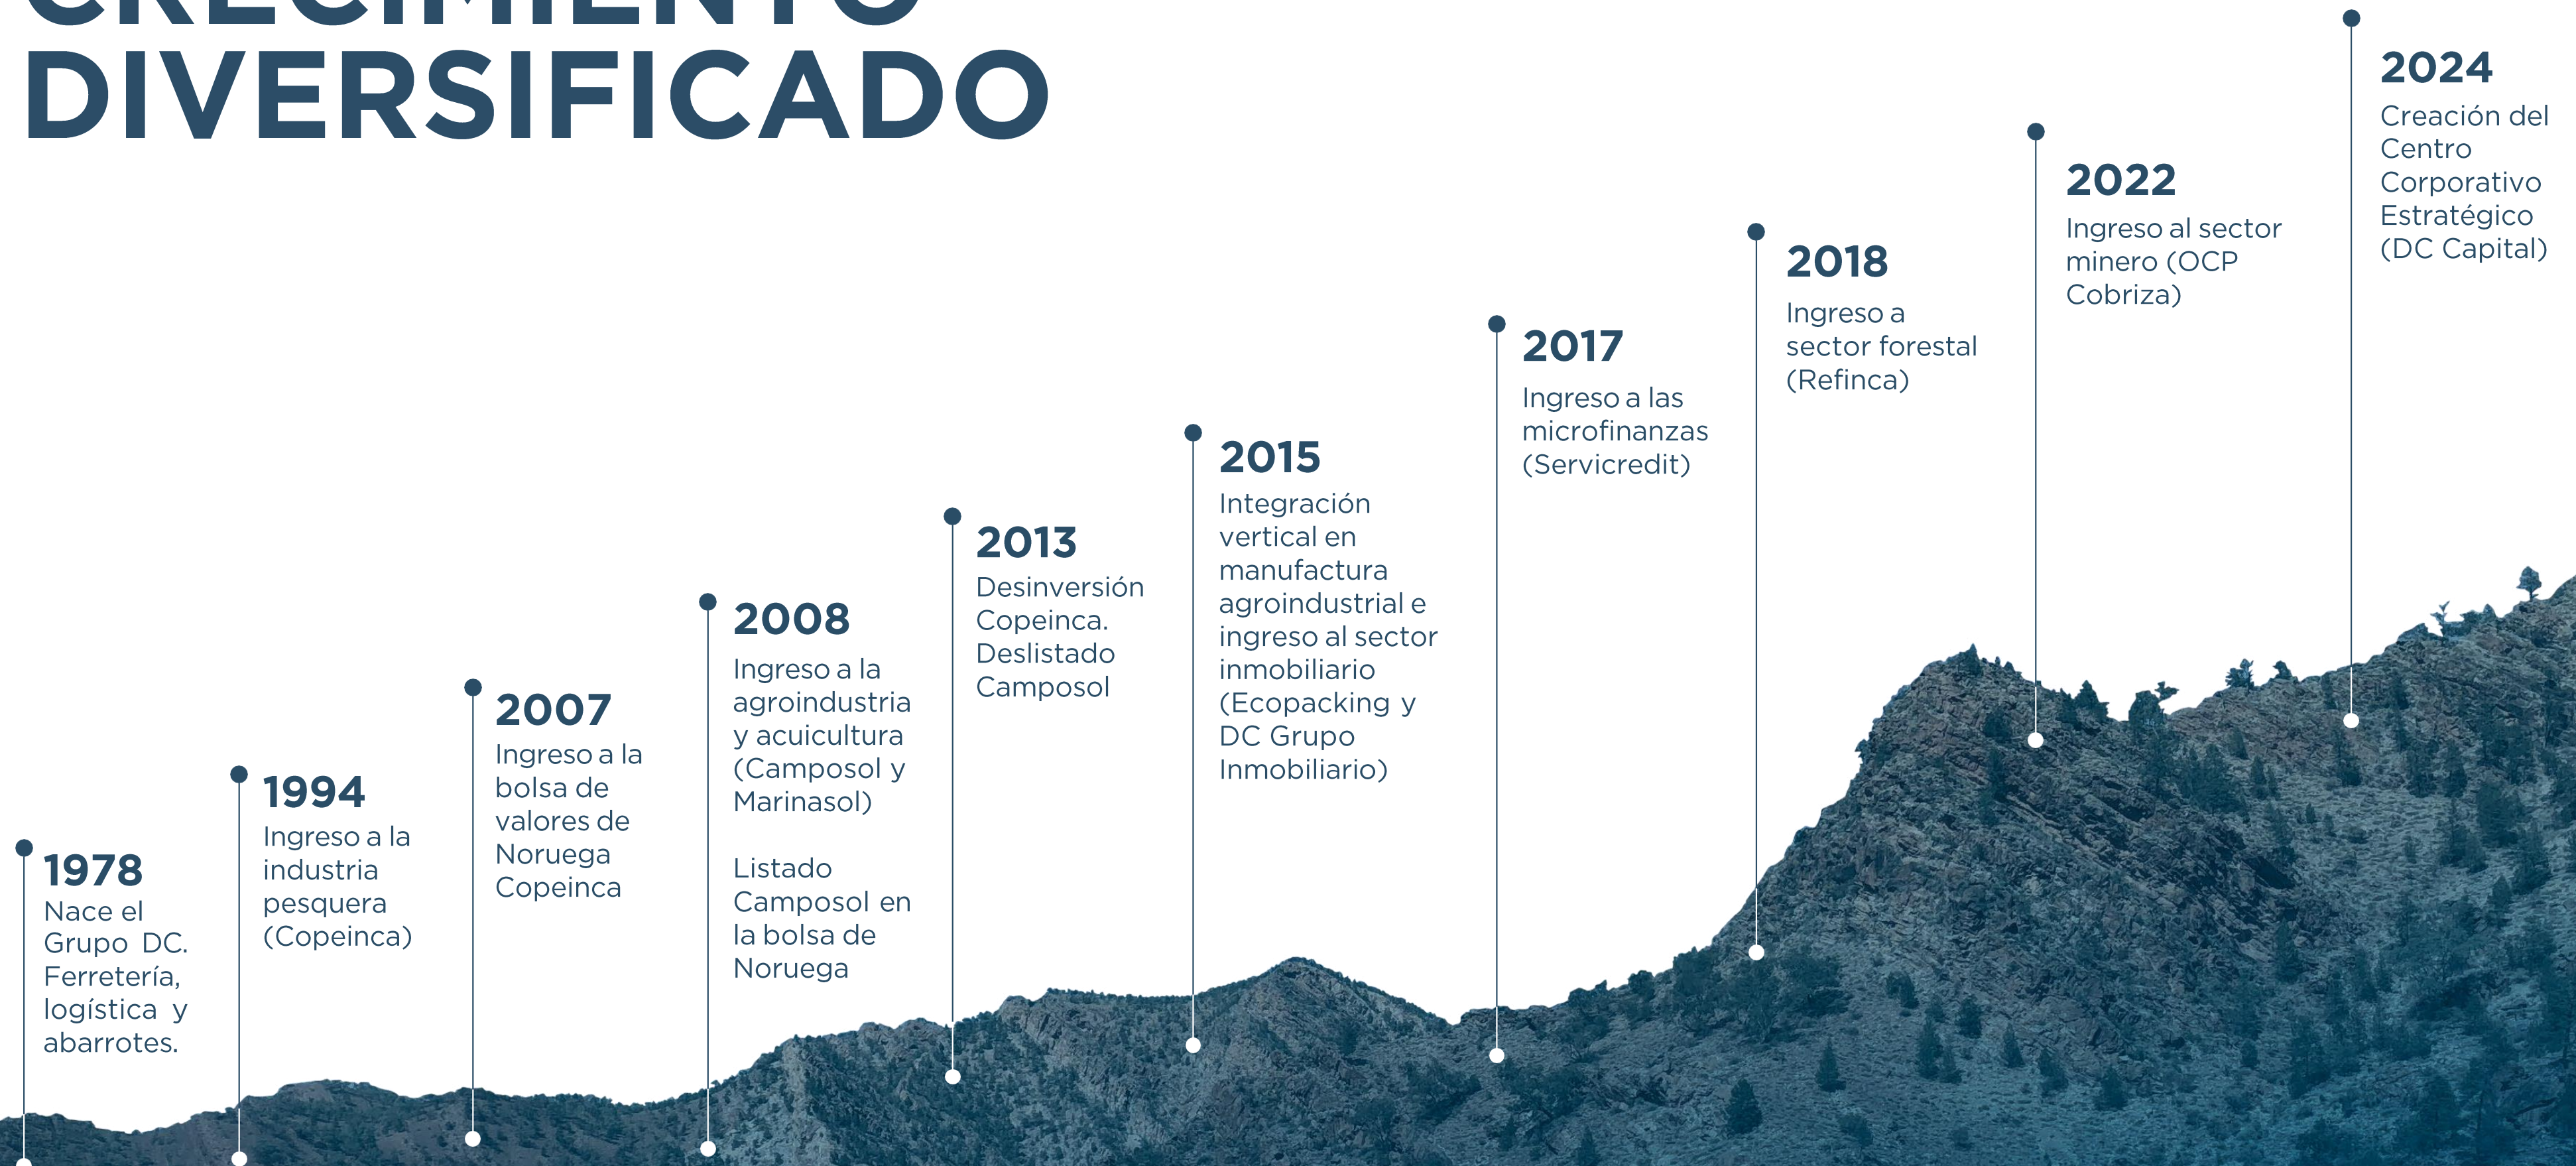 CRECIMIENTO
DIVERSIFICADO
1978
Nace el
Grupo DC.
Ferretería,
logística y
abarrotes.
1994
Ingreso a la
industria
pesquera
(Copeinca)
2007
Ingreso a la
bolsa de
valores de
Noruega
Copeinca
2008
Ingreso a la
agroindustria
y acuicultura
(Camposol y
Marinasol)
Listado
Camposol en
la bolsa de
Noruega
2013
Desinversión
Copeinca.
Deslistado
Camposol
2015
Integración
vertical en
manufactura
agroindustrial e
ingreso al sector
inmobiliario
(Ecopacking y
DC Grupo
Inmobiliario)
2017
Ingreso a las
microfinanzas
(Servicredit)
2018
Ingreso a
sector forestal
(Refinca)
2022
Ingreso al sector
minero (OCP
Cobriza)
2024
Creación del
Centro
Corporativo
Estratégico
(DC Capital)